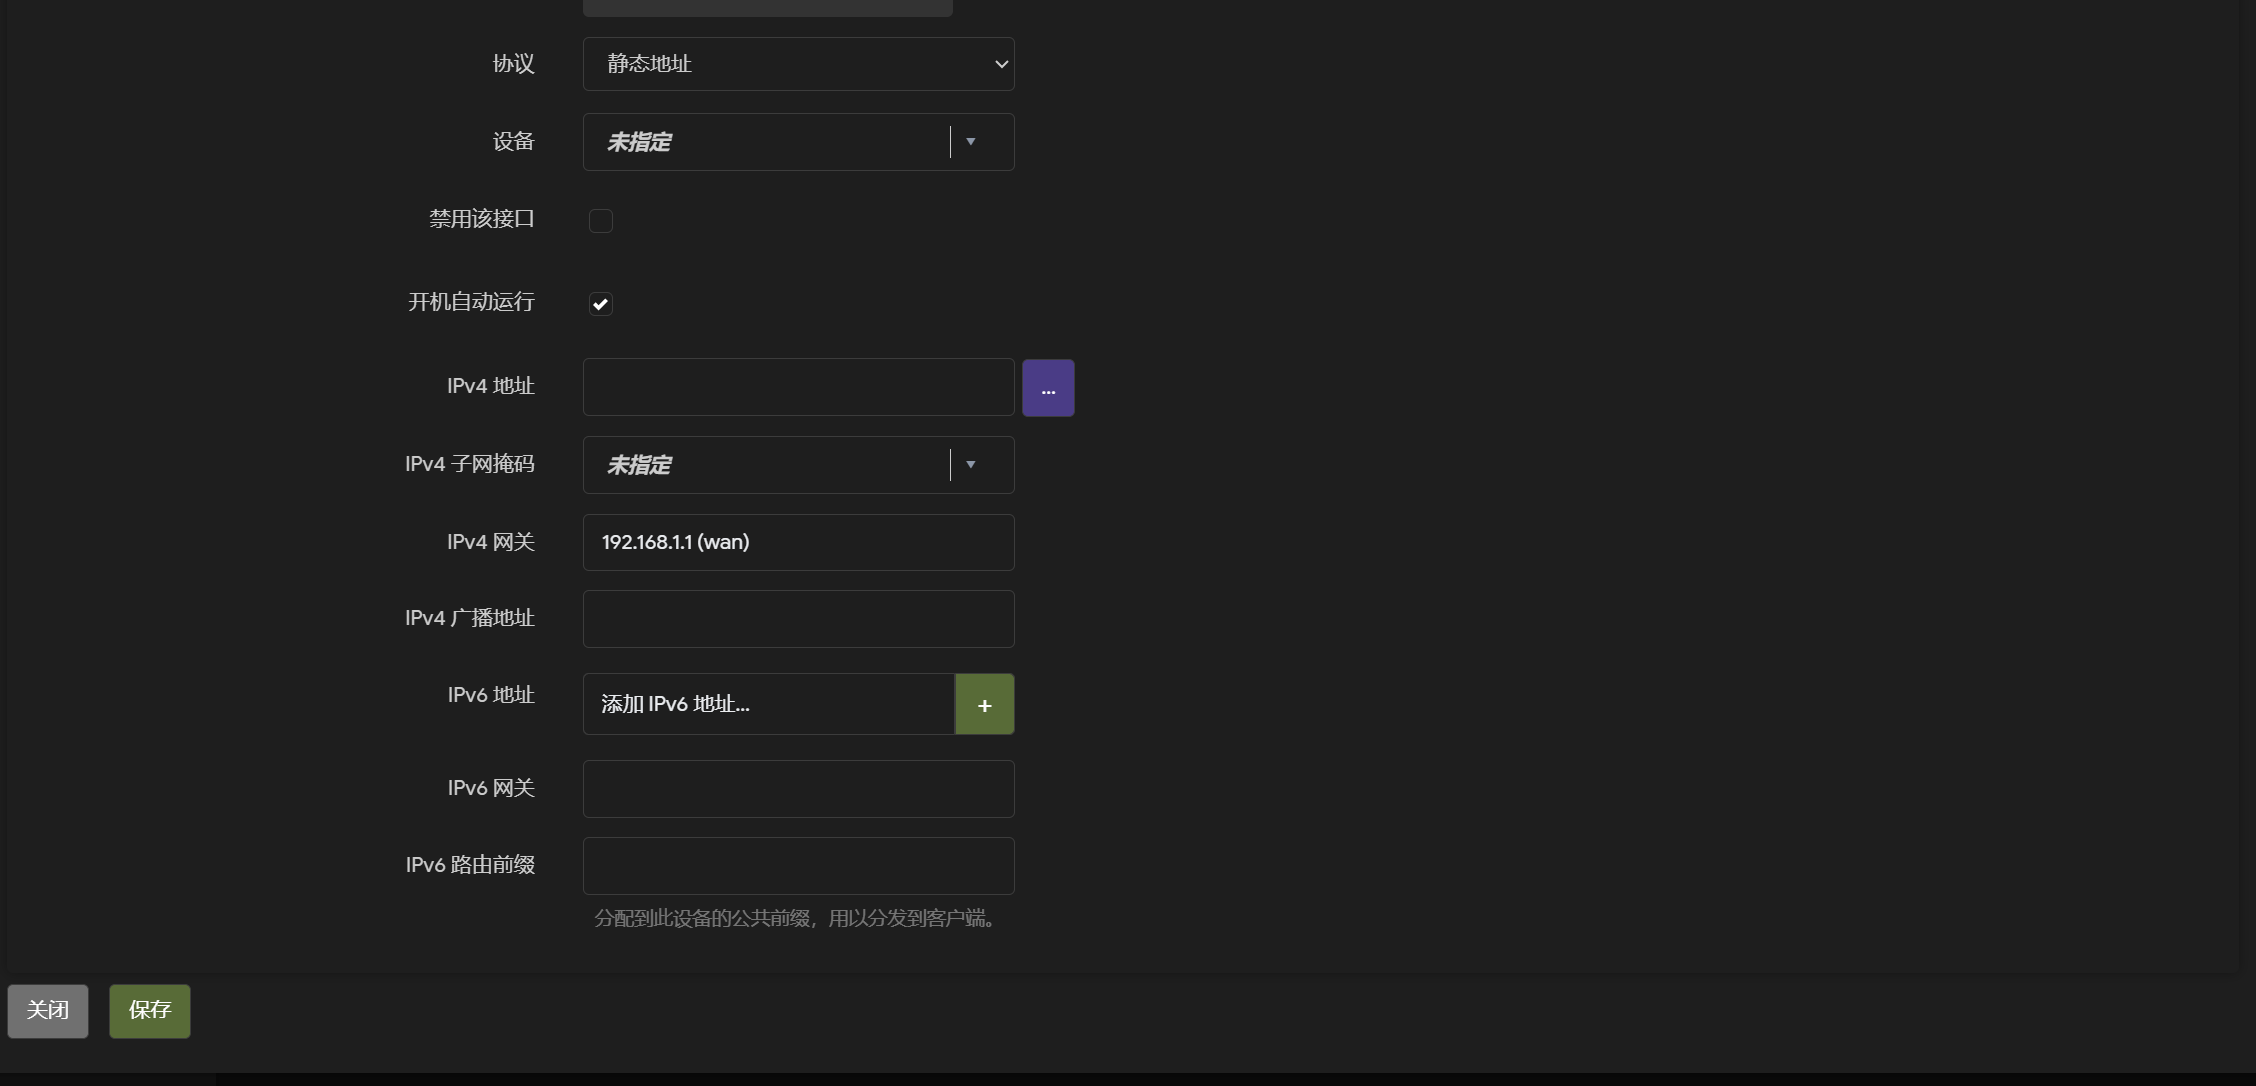 协议 静态地址
设备 未指定
禁用该接口
开机自动运行
IPv4 地址 ...
IPv4 子网掩码 未指定
IPv4 网关 192.168.1.1 (wan)
IPv4 广播地址
IPv6 地址 添加 IPv6 地址... +
IPv6 网关
IPv6 路由前缀
分配到此设备的公共前缀，用以分发到客户端。
关闭 保存